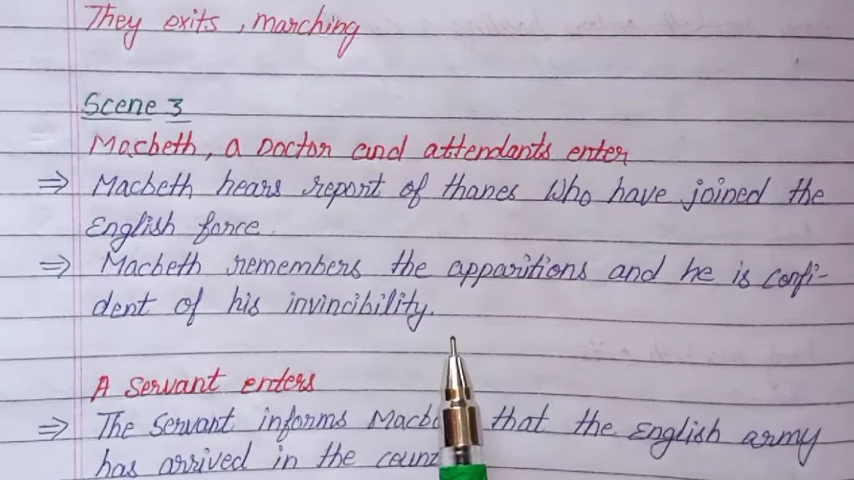 They exits, marching
Scene 3
Macbeth, a Doctor and attendants enter
⇒ Macbeth hears report of thanes who have joined the
English force.
⇒ Macbeth remembers the apparitions and he is confi-
dent of his invincibility.
A servant enters
⇒ The servant informs that the English army
has arrived in the